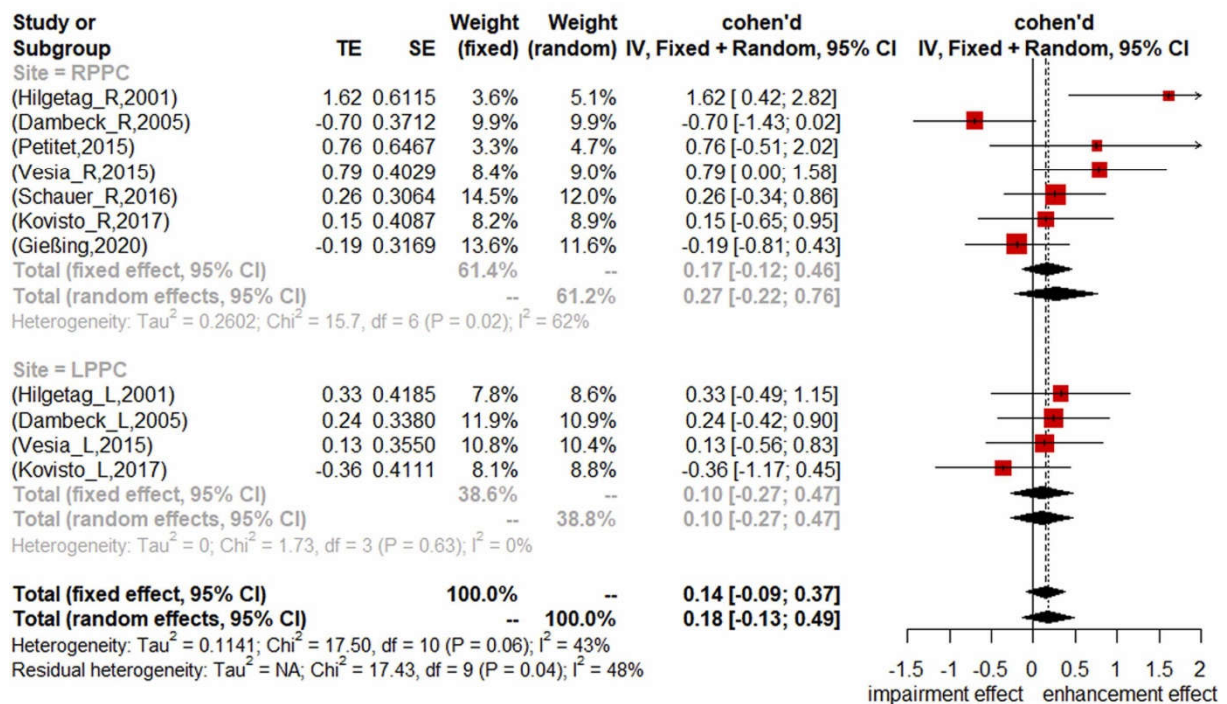 Study or Weight Weight cohen'd cohen'd
Subgroup TE SE (fixed) (random) IV, Fixed + Random, 95% CI IV, Fixed + Random, 95% CI
Site = RPPC
(Hilgetag_R,2001) 1.62 0.6115 3.6% 5.1% 1.62 [ 0.42; 2.82]
(Dambeck_R,2005) -0.70 0.3712 9.9% 9.9% -0.70 [-1.43; 0.02]
(Petitet,2015) 0.76 0.6467 3.3% 4.7% 0.76 [-0.51; 2.02]
(Vesia_R,2015) 0.79 0.4029 8.4% 9.0% 0.79 [ 0.00; 1.58]
(Schauer_R,2016) 0.26 0.3064 14.5% 12.0% 0.26 [-0.34; 0.86]
(Kovisto_R,2017) 0.15 0.4087 8.2% 8.9% 0.15 [-0.65; 0.95]
(Gießing,2020) -0.19 0.3169 13.6% 11.6% -0.19 [-0.81; 0.43]
Total (fixed effect, 95% CI) 61.4% -- 0.17 [-0.12; 0.46]
Total (random effects, 95% CI) -- 61.2% 0.27 [-0.22; 0.76]
Heterogeneity: Tau² = 0.2602; Chi² = 15.7, df = 6 (P = 0.02); I² = 62%
Site = LPPC
(Hilgetag_L,2001) 0.33 0.4185 7.8% 8.6% 0.33 [-0.49; 1.15]
(Dambeck_L,2005) 0.24 0.3380 11.9% 10.9% 0.24 [-0.42; 0.90]
(Vesia_L,2015) 0.13 0.3550 10.8% 10.4% 0.13 [-0.56; 0.83]
(Kovisto_L,2017) -0.36 0.4111 8.1% 8.8% -0.36 [-1.17; 0.45]
Total (fixed effect, 95% CI) 38.6% -- 0.10 [-0.27; 0.47]
Total (random effects, 95% CI) -- 38.8% 0.10 [-0.27; 0.47]
Heterogeneity: Tau² = 0; Chi² = 1.73, df = 3 (P = 0.63); I² = 0%
Total (fixed effect, 95% CI) 100.0% -- 0.14 [-0.09; 0.37]
Total (random effects, 95% CI) -- 100.0% 0.18 [-0.13; 0.49]
Heterogeneity: Tau² = 0.1141; Chi² = 17.50, df = 10 (P = 0.06); I² = 43%
Residual heterogeneity: Tau² = NA; Chi² = 17.43, df = 9 (P = 0.04); I² = 48%
-1.5 -1 -0.5 0 0.5 1 1.5 2
impairment effect enhancement effect